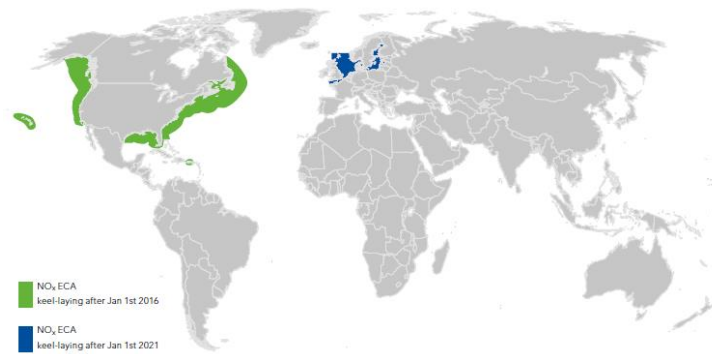 NOₓ ECA
keel-laying after Jan 1st 2016
NOₓ ECA
keel-laying after Jan 1st 2021